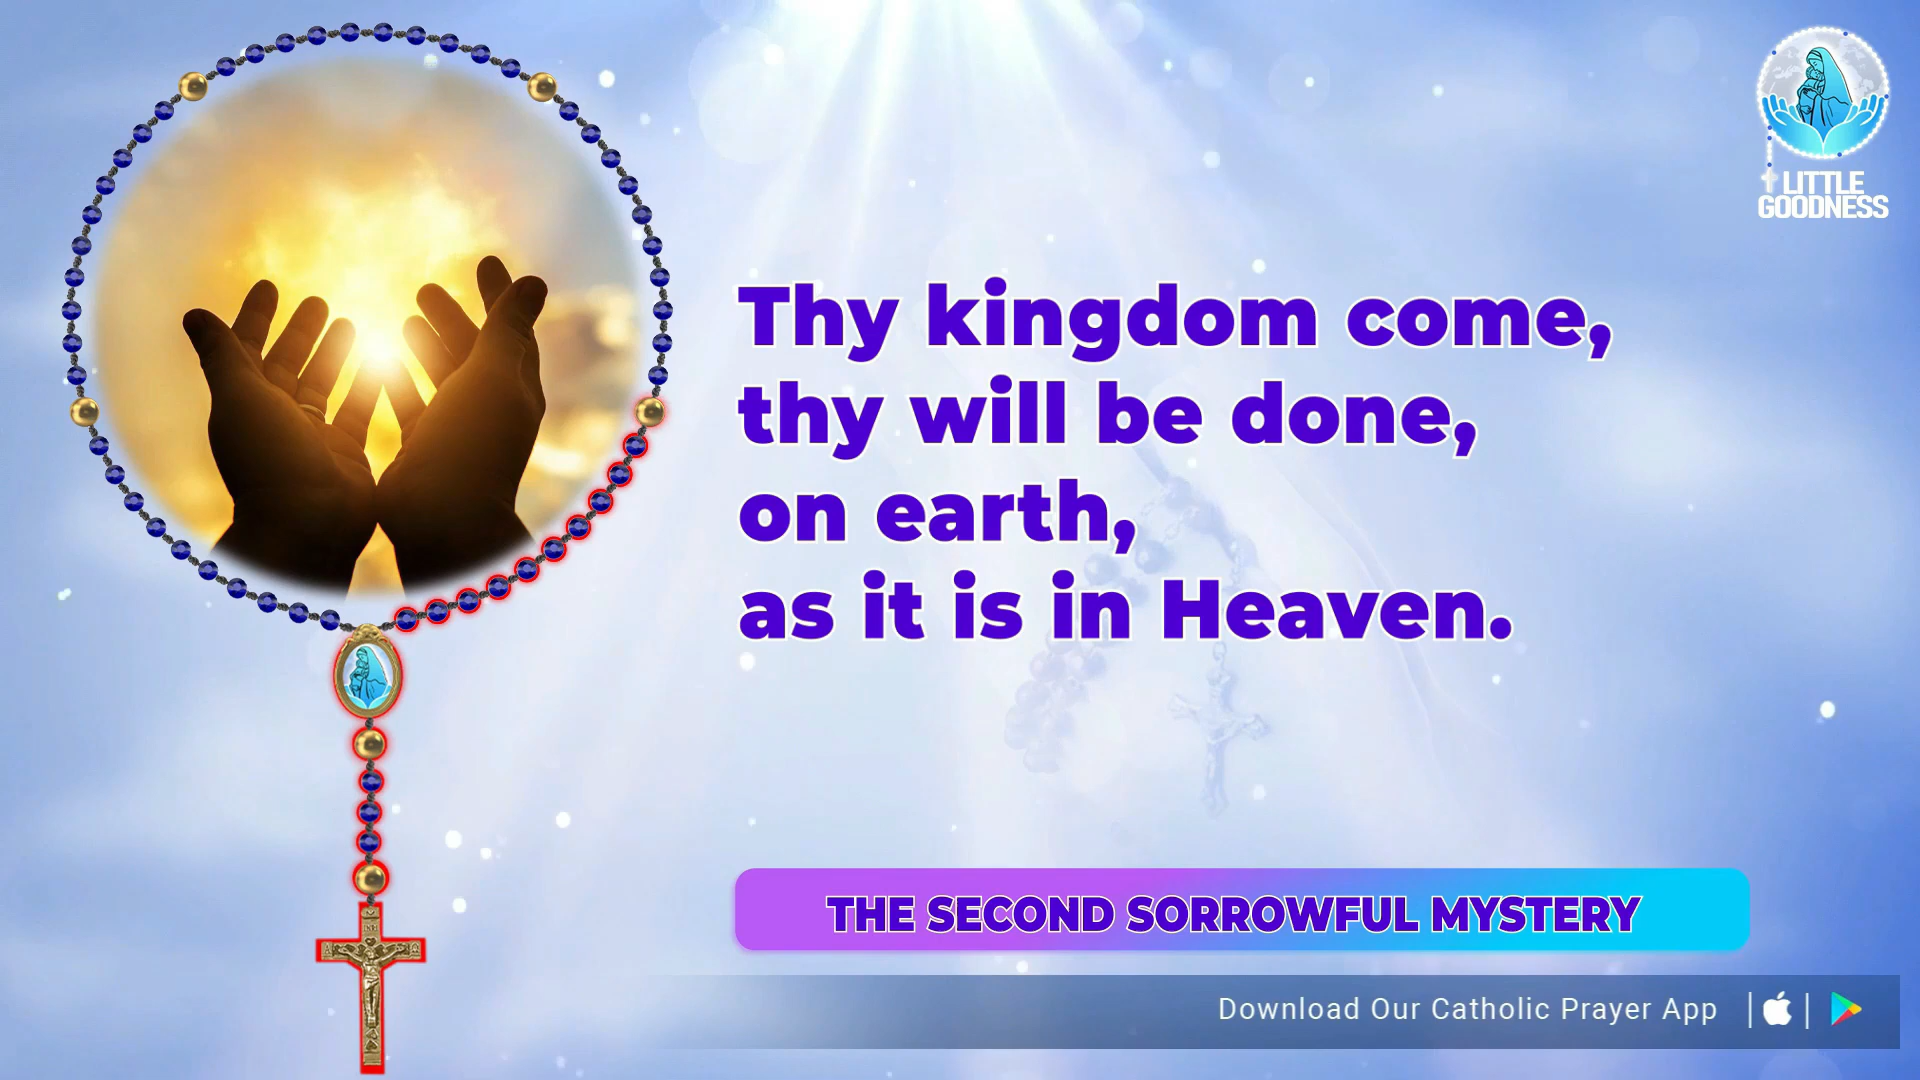 LITTLE
GOODNESS
Thy kingdom come,
thy will be done,
on earth,
as it is in Heaven.
THE SECOND SORROWFUL MYSTERY
Download Our Catholic Prayer App